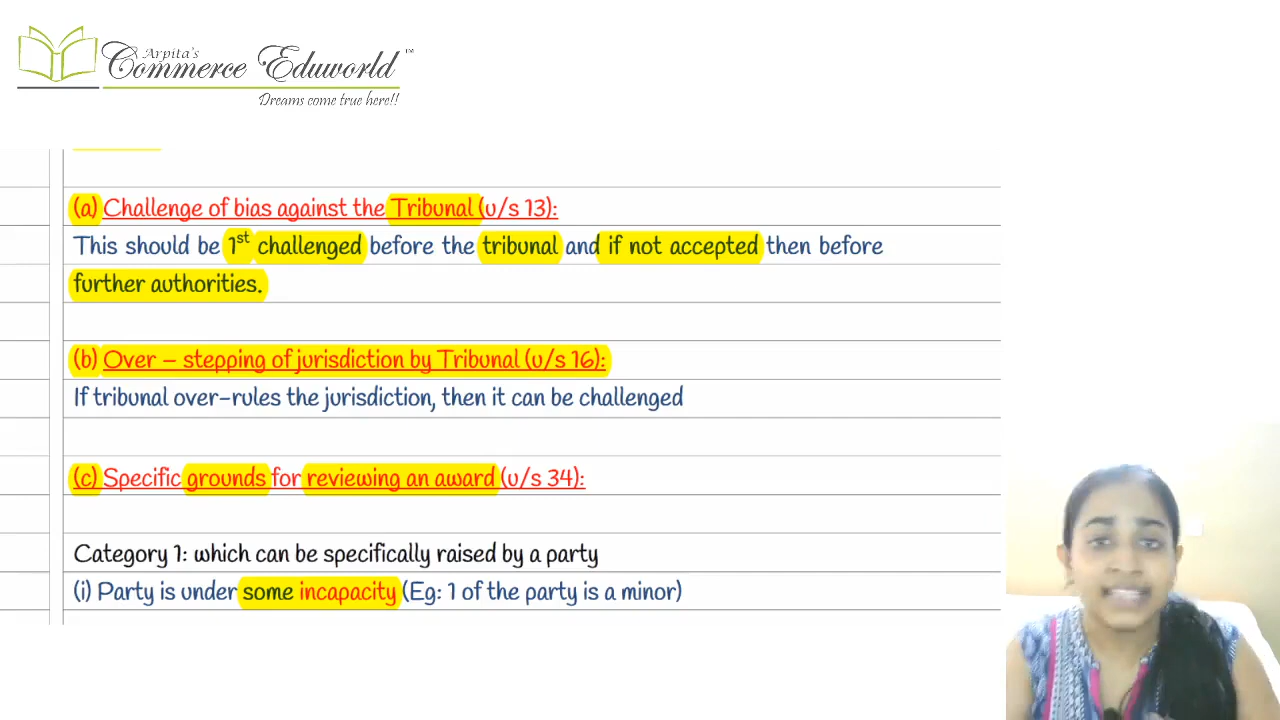 Arpita's
Commerce Eduworld™
Dreams come true here!!
(a) Challenge of bias against the Tribunal (u/s 13):
This should be 1st challenged before the tribunal and if not accepted then before
further authorities.
(b) Over – stepping of jurisdiction by Tribunal (u/s 16):
If tribunal over-rules the jurisdiction, then it can be challenged
(c) Specific grounds for reviewing an award (u/s 34):
Category 1: which can be specifically raised by a party
(i) Party is under some incapacity (Eg: 1 of the party is a minor)